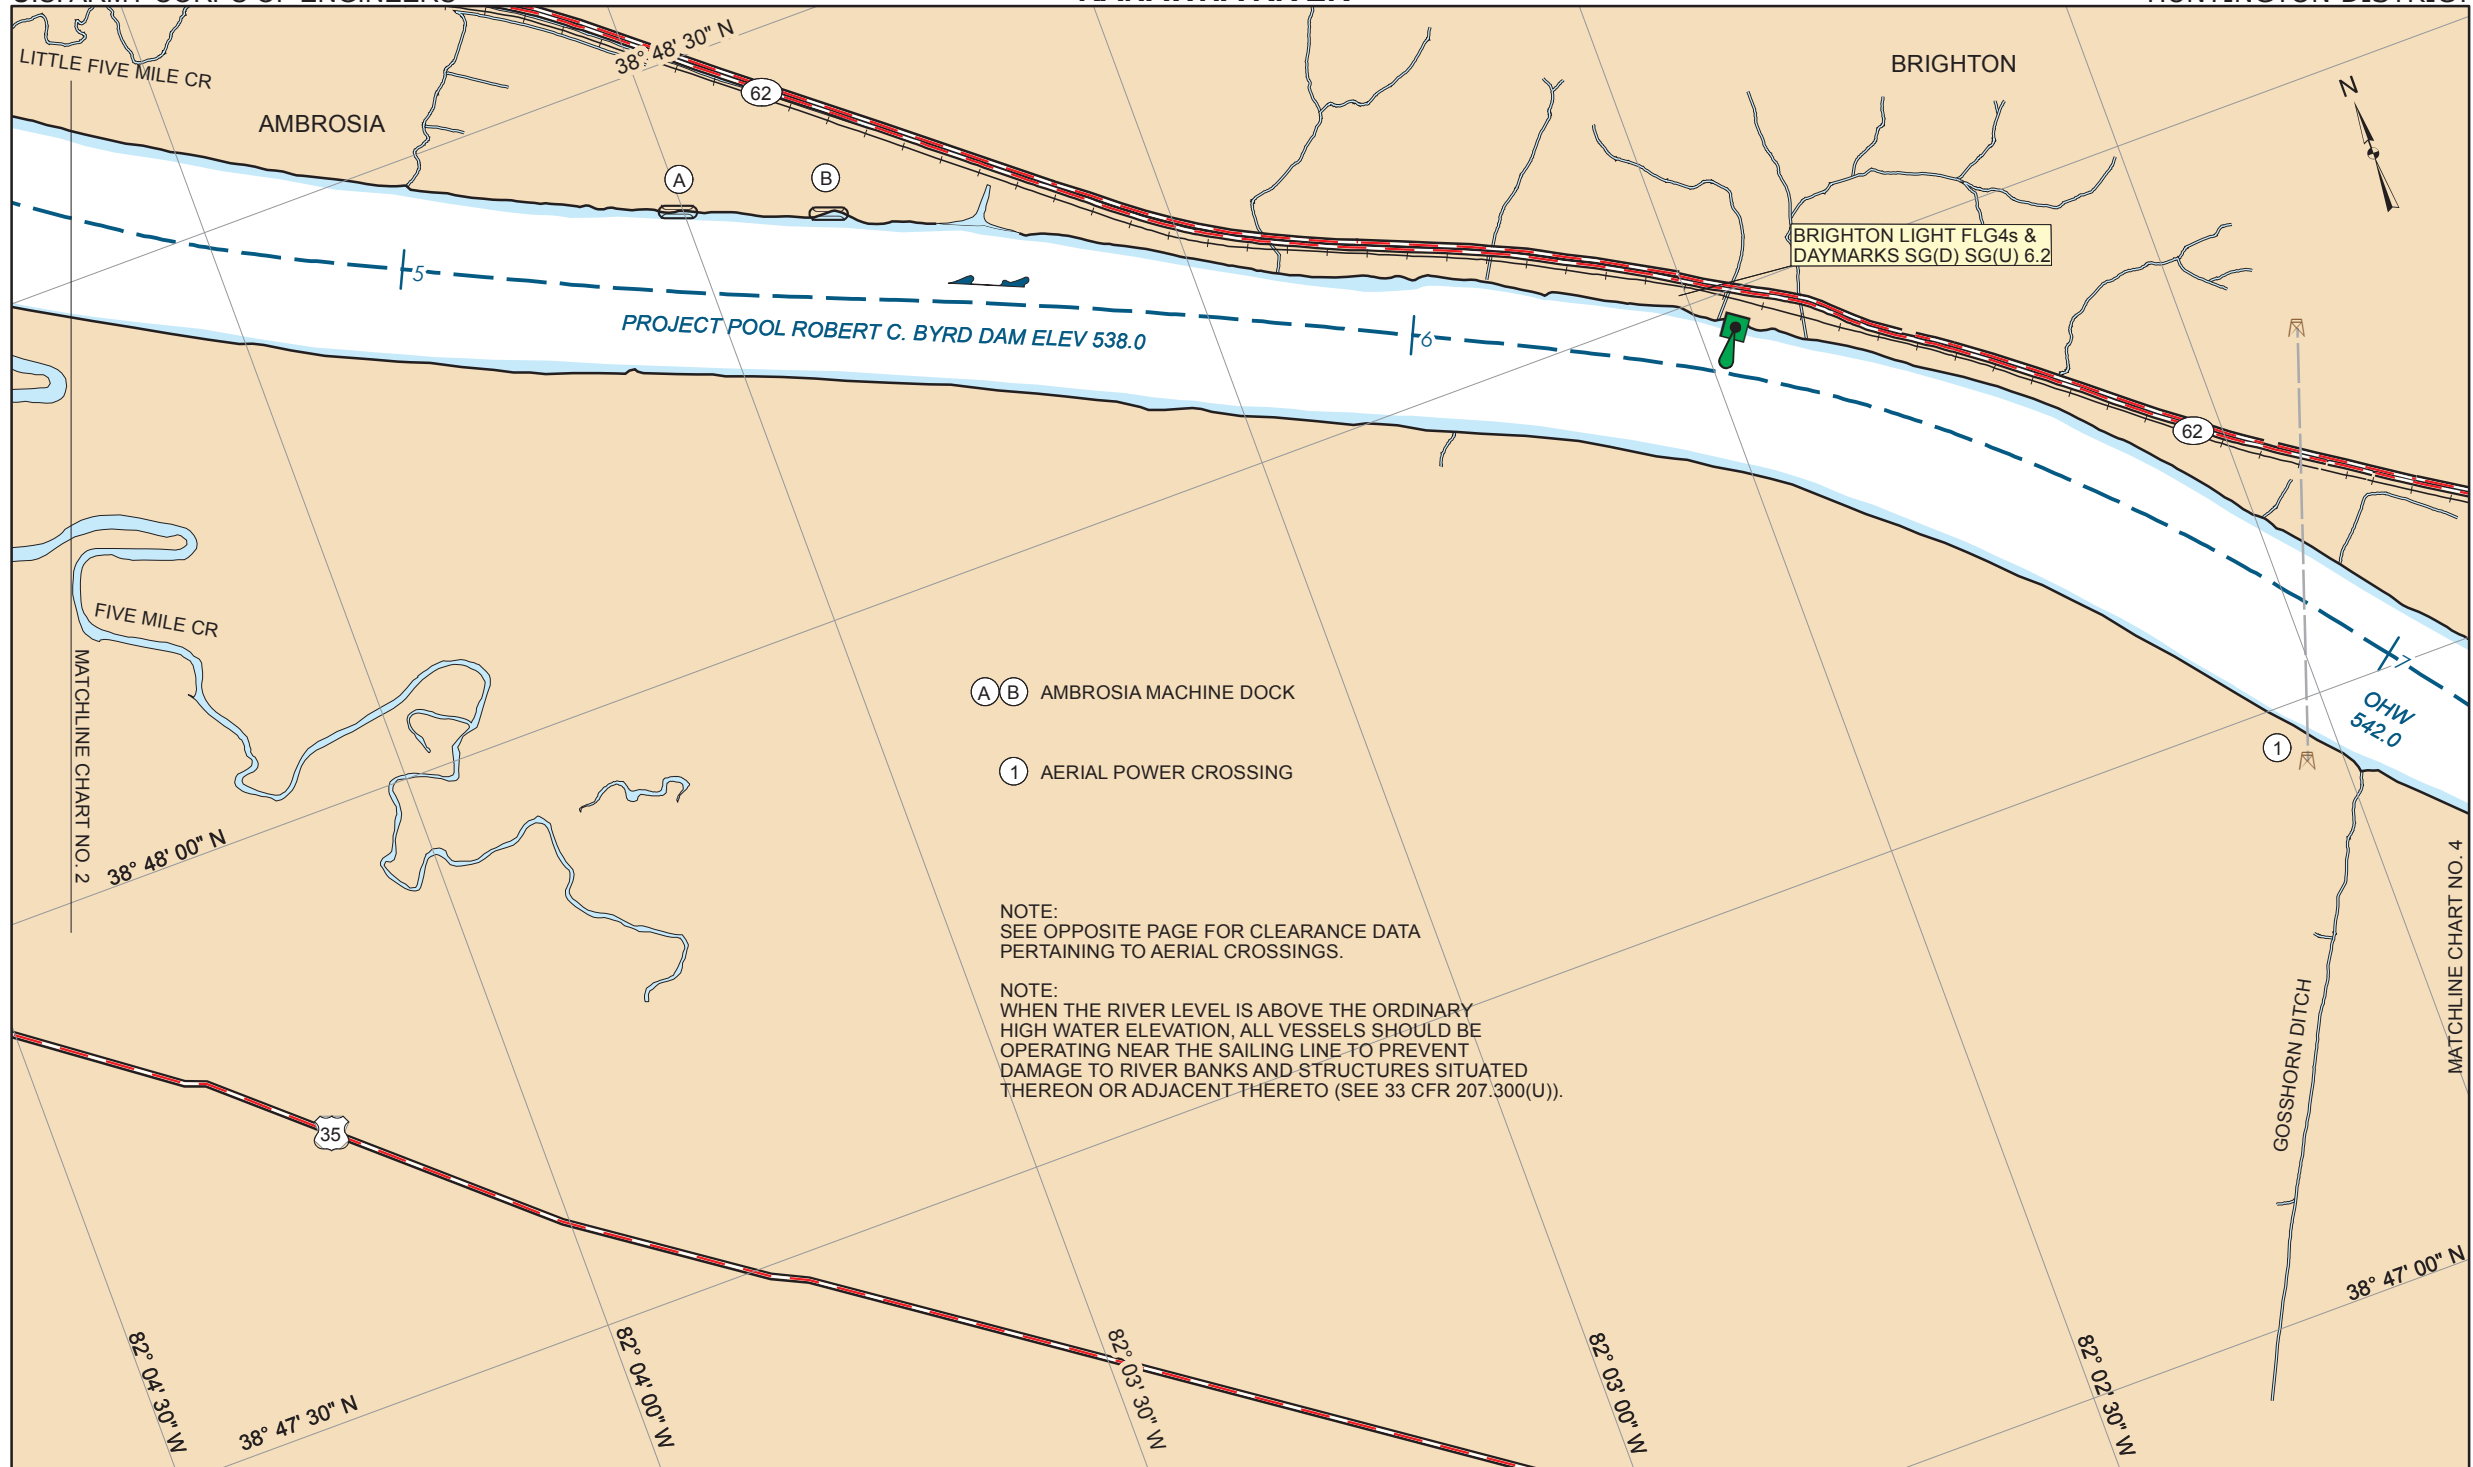 LITTLE FIVE MILE CR
AMBROSIA
38° 48' 30" N
62
BRIGHTON
N
A
B
BRIGHTON LIGHT FLG4s &
DAYMARKS SG(D) SG(U) 6.2
5
PROJECT POOL ROBERT C. BYRD DAM ELEV 538.0
6
62
7
OHW
542.0
1
FIVE MILE CR
MATCHLINE CHART NO. 2
38° 48' 00" N
A B AMBROSIA MACHINE DOCK
1 AERIAL POWER CROSSING
NOTE:
SEE OPPOSITE PAGE FOR CLEARANCE DATA
PERTAINING TO AERIAL CROSSINGS.
NOTE:
WHEN THE RIVER LEVEL IS ABOVE THE ORDINARY
HIGH WATER ELEVATION, ALL VESSELS SHOULD BE
OPERATING NEAR THE SAILING LINE TO PREVENT
DAMAGE TO RIVER BANKS AND STRUCTURES SITUATED
THEREON OR ADJACENT THERETO (SEE 33 CFR 207.300(U)).
MATCHLINE CHART NO. 4
GOSSHORN DITCH
35
38° 47' 00" N
82° 04' 30" W
38° 47' 30" N
82° 04' 00" W
82° 03' 30" W
82° 03' 00" W
82° 02' 30" W